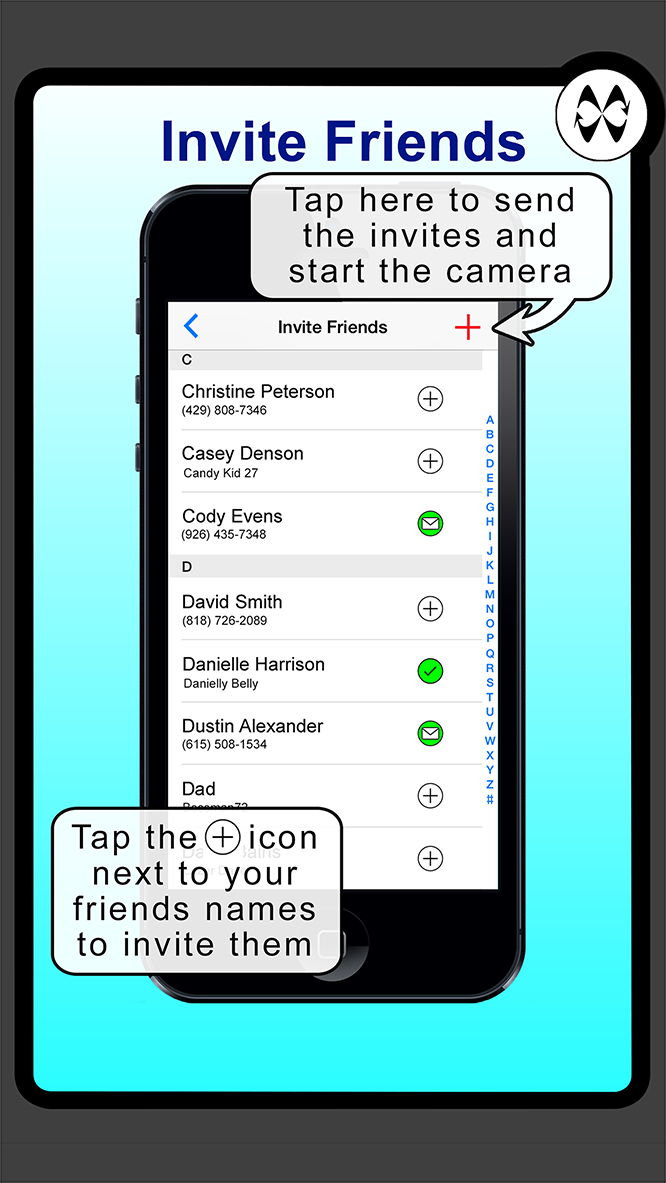 Invite Friends
Tap here to send
the invites and
start the camera
Invite Friends
C
Christine Peterson
(429) 808-7346
Casey Denson
Candy Kid 27
Cody Evens
(926) 435-7348
D
David Smith
(818) 726-2089
Danielle Harrison
Danielly Belly
Dustin Alexander
(615) 508-1534
Dad
A
B
C
D
E
F
G
H
I
J
K
L
M
N
O
P
Q
R
S
T
U
V
W
X
Y
Z
#
Tap the icon
next to your
friends names
to invite them